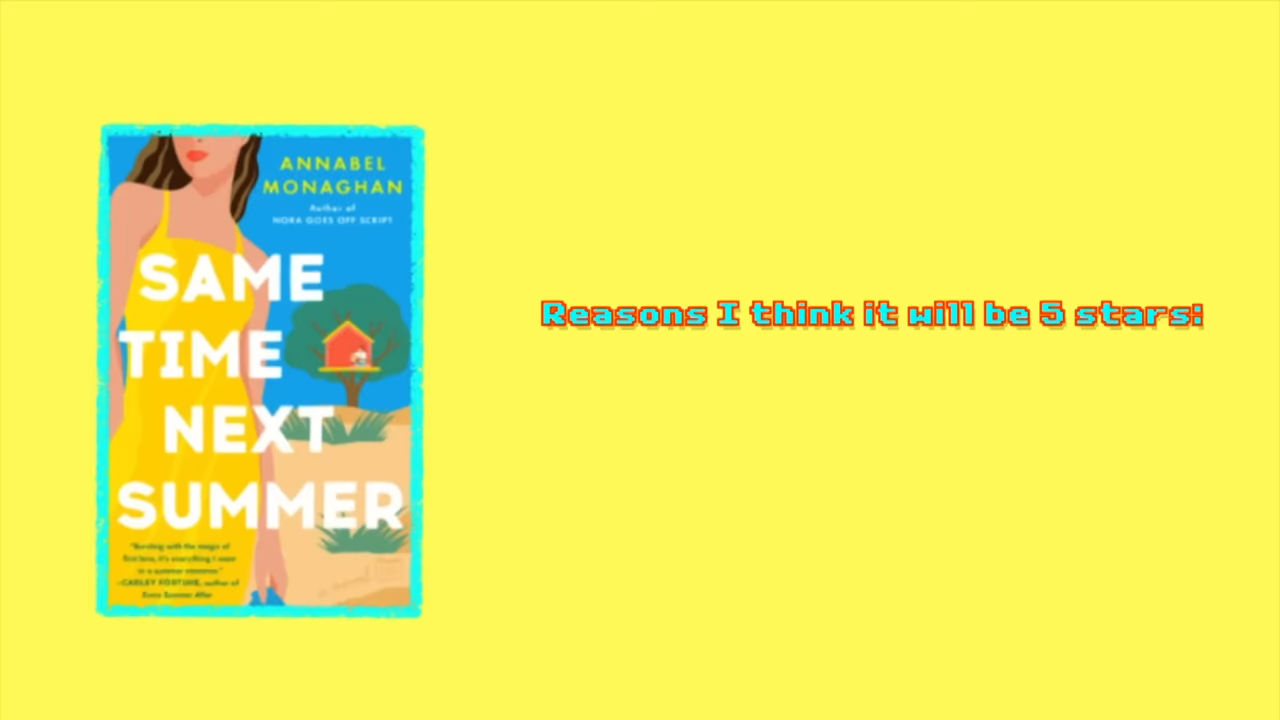 ANNABEL
MONAGHAN
Author of
NORA GOES OFF SCRIPT
SAME
TIME
NEXT
SUMMER
"Bursting with the magic of
first love, it's everything I want
in a summer romance."
—CARLEY FORTUNE, author of
Every Summer After
a novel
Reasons I think it will be 5 stars: